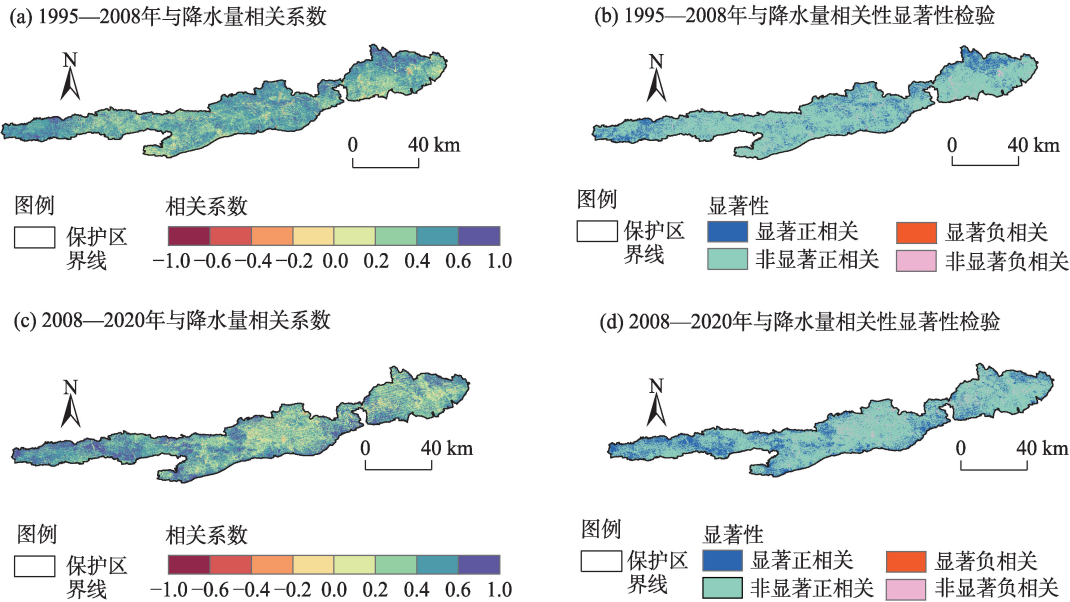 (a) 1995—2008年与降水量相关系数
N
0 40 km
图例
保护区
界线
相关系数
−1.0 −0.6 −0.4 −0.2 0.0 0.2 0.4 0.6 1.0
(b) 1995—2008年与降水量相关性显著性检验
N
0 40 km
图例
保护区
界线
显著性
显著正相关 显著负相关
非显著正相关 非显著负相关
(c) 2008—2020年与降水量相关系数
N
0 40 km
图例
保护区
界线
相关系数
−1.0 −0.6 −0.4 −0.2 0.0 0.2 0.4 0.6 1.0
(d) 2008—2020年与降水量相关性显著性检验
N
0 40 km
图例
保护区
界线
显著性
显著正相关 显著负相关
非显著正相关 非显著负相关